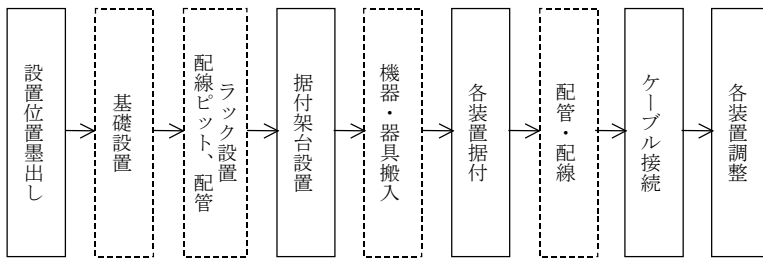 設置位置墨出し
基礎設置
配線ピット、配管
ラック設置
据付架台設置
機器・器具搬入
各装置据付
配管・配線
ケーブル接続
各装置調整